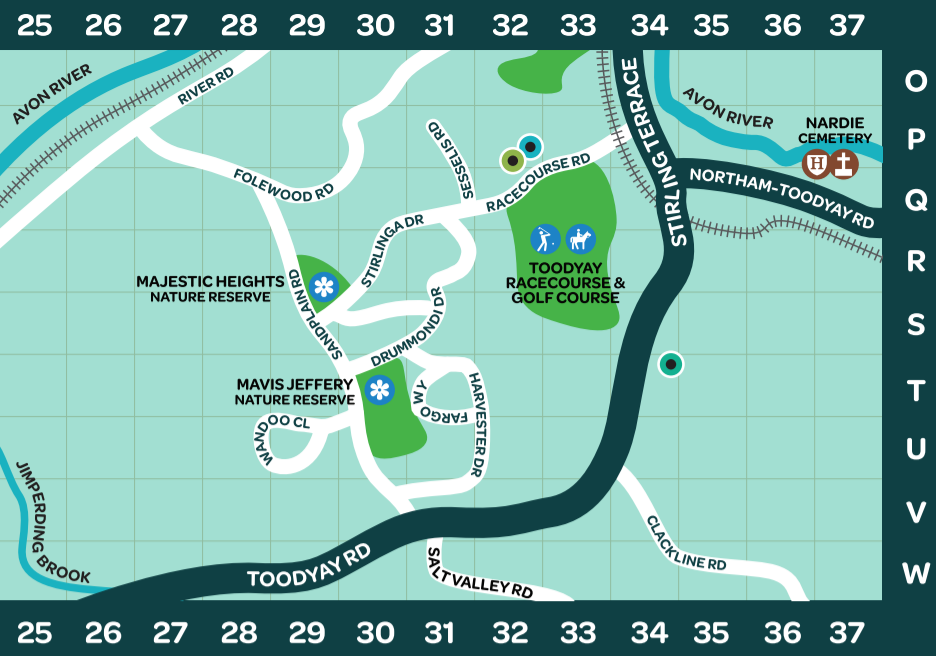 25 26 27 28 29 30 31 32 33 34 35 36 37
O
P
Q
R
S
T
U
V
W
AVON RIVER
RIVER RD
STIRLING TERRACE
AVON RIVER
NARDIE
CEMETERY
H
SESSELIS RD
FOLEWOOD RD
RACECOURSE RD
NORTHAM-TOODYAY RD
STIRLINGA DR
MAJESTIC HEIGHTS
NATURE RESERVE
TOODYAY
RACECOURSE &
GOLF COURSE
SANDPLAIN RD
DRUMMONDI DR
MAVIS JEFFERY
NATURE RESERVE
FARGO WY
HARVESTER DR
WANDOO CL
JIMPERDING BROOK
TOODYAY RD
SALT VALLEY RD
CLACKLINE RD
25 26 27 28 29 30 31 32 33 34 35 36 37